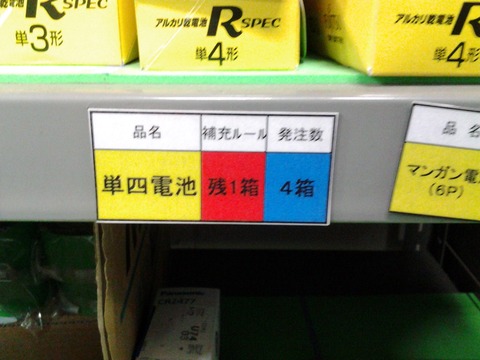 アルカリ乾電池
単3形
アルカリ乾電池
R SPEC
単4形
アルカリ乾電池
R
単4形
品名 補充ルール 発注数
単四電池 残1箱 4箱
品名
マンガン電
(6P)
Panasonic